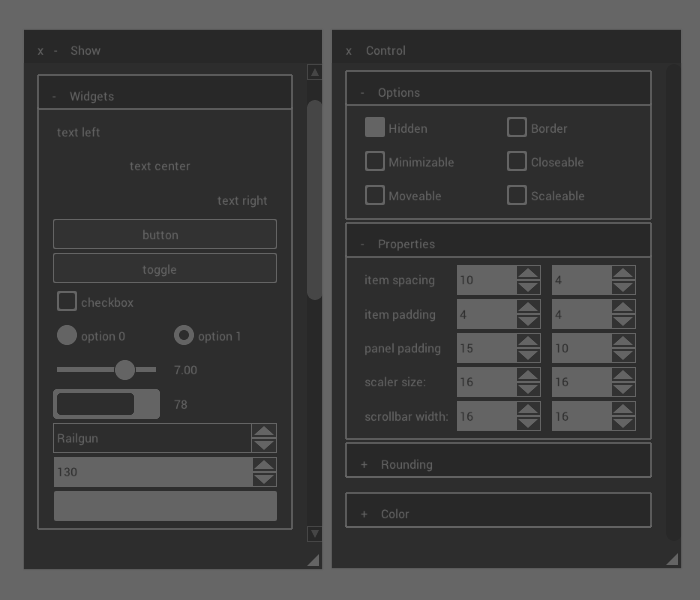 x - Show
- Widgets
text left
text center
text right
button
toggle
checkbox
option 0 option 1
7.00
78
Railgun
130
x Control
- Options
Hidden Border
Minimizable Closeable
Moveable Scaleable
- Properties
item spacing 10 4
item padding 4 4
panel padding 15 10
scaler size: 16 16
scrollbar width: 16 16
+ Rounding
+ Color